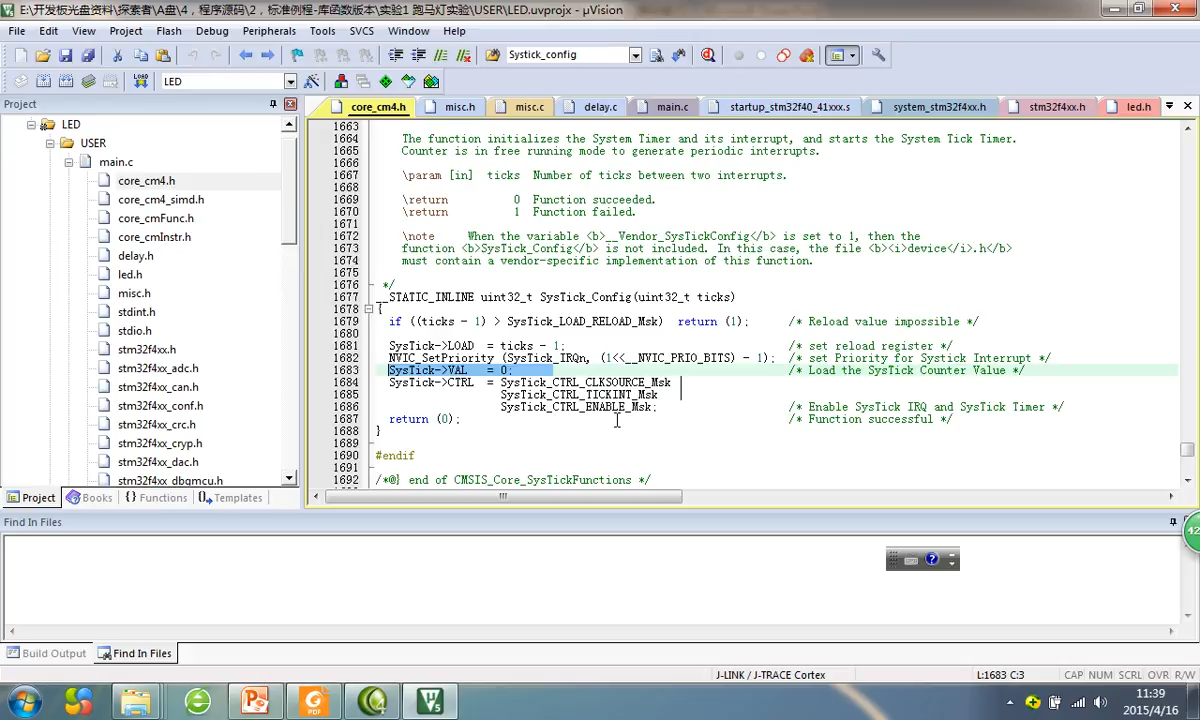 E:\开发板光盘资料\探索者\A盘\4，程序源码\2，标准例程-库函数版本\实验1 跑马灯实验\USER\LED.uvprojx - µVision
File Edit View Project Flash Debug Peripherals Tools SVCS Window Help
Systick_config
LOAD LED
Project
core_cm4.h misc.h misc.c delay.c main.c startup_stm32f40_41xxx.s system_stm32f4xx.h stm32f4xx.h led.h
LED
USER
main.c
core_cm4.h
core_cm4_simd.h
core_cmFunc.h
core_cmInstr.h
delay.h
led.h
misc.h
stdint.h
stdio.h
stm32f4xx.h
stm32f4xx_adc.h
stm32f4xx_can.h
stm32f4xx_conf.h
stm32f4xx_crc.h
stm32f4xx_cryp.h
stm32f4xx_dac.h
stm32f4xx_dbgmcu.h
1663
1664 The function initializes the System Timer and its interrupt, and starts the System Tick Timer.
1665 Counter is in free running mode to generate periodic interrupts.
1666
1667 \param [in] ticks Number of ticks between two interrupts.
1668
1669 \return 0 Function succeeded.
1670 \return 1 Function failed.
1671
1672 \note When the variable <b>__Vendor_SysTickConfig</b> is set to 1, then the
1673 function <b>SysTick_Config</b> is not included. In this case, the file <b><i>device</i>.h</b>
1674 must contain a vendor-specific implementation of this function.
1675
1676 */
1677 __STATIC_INLINE uint32_t SysTick_Config(uint32_t ticks)
1678 {
1679 if ((ticks - 1) > SysTick_LOAD_RELOAD_Msk) return (1); /* Reload value impossible */
1680
1681 SysTick->LOAD = ticks - 1; /* set reload register */
1682 NVIC_SetPriority (SysTick_IRQn, (1<<__NVIC_PRIO_BITS) - 1); /* set Priority for Systick Interrupt */
1683 SysTick->VAL = 0; /* Load the SysTick Counter Value */
1684 SysTick->CTRL = SysTick_CTRL_CLKSOURCE_Msk |
1685 SysTick_CTRL_TICKINT_Msk |
1686 SysTick_CTRL_ENABLE_Msk; /* Enable SysTick IRQ and SysTick Timer */
1687 return (0); /* Function successful */
1688 }
1689
1690 #endif
1691
1692 /*@} end of CMSIS_Core_SysTickFunctions */
Project Books {} Functions Templates
Find In Files
42
Build Output Find In Files
J-LINK / J-TRACE Cortex L:1683 C:3 CAP NUM SCRL OVR R/W
PDF
11:39
2015/4/16